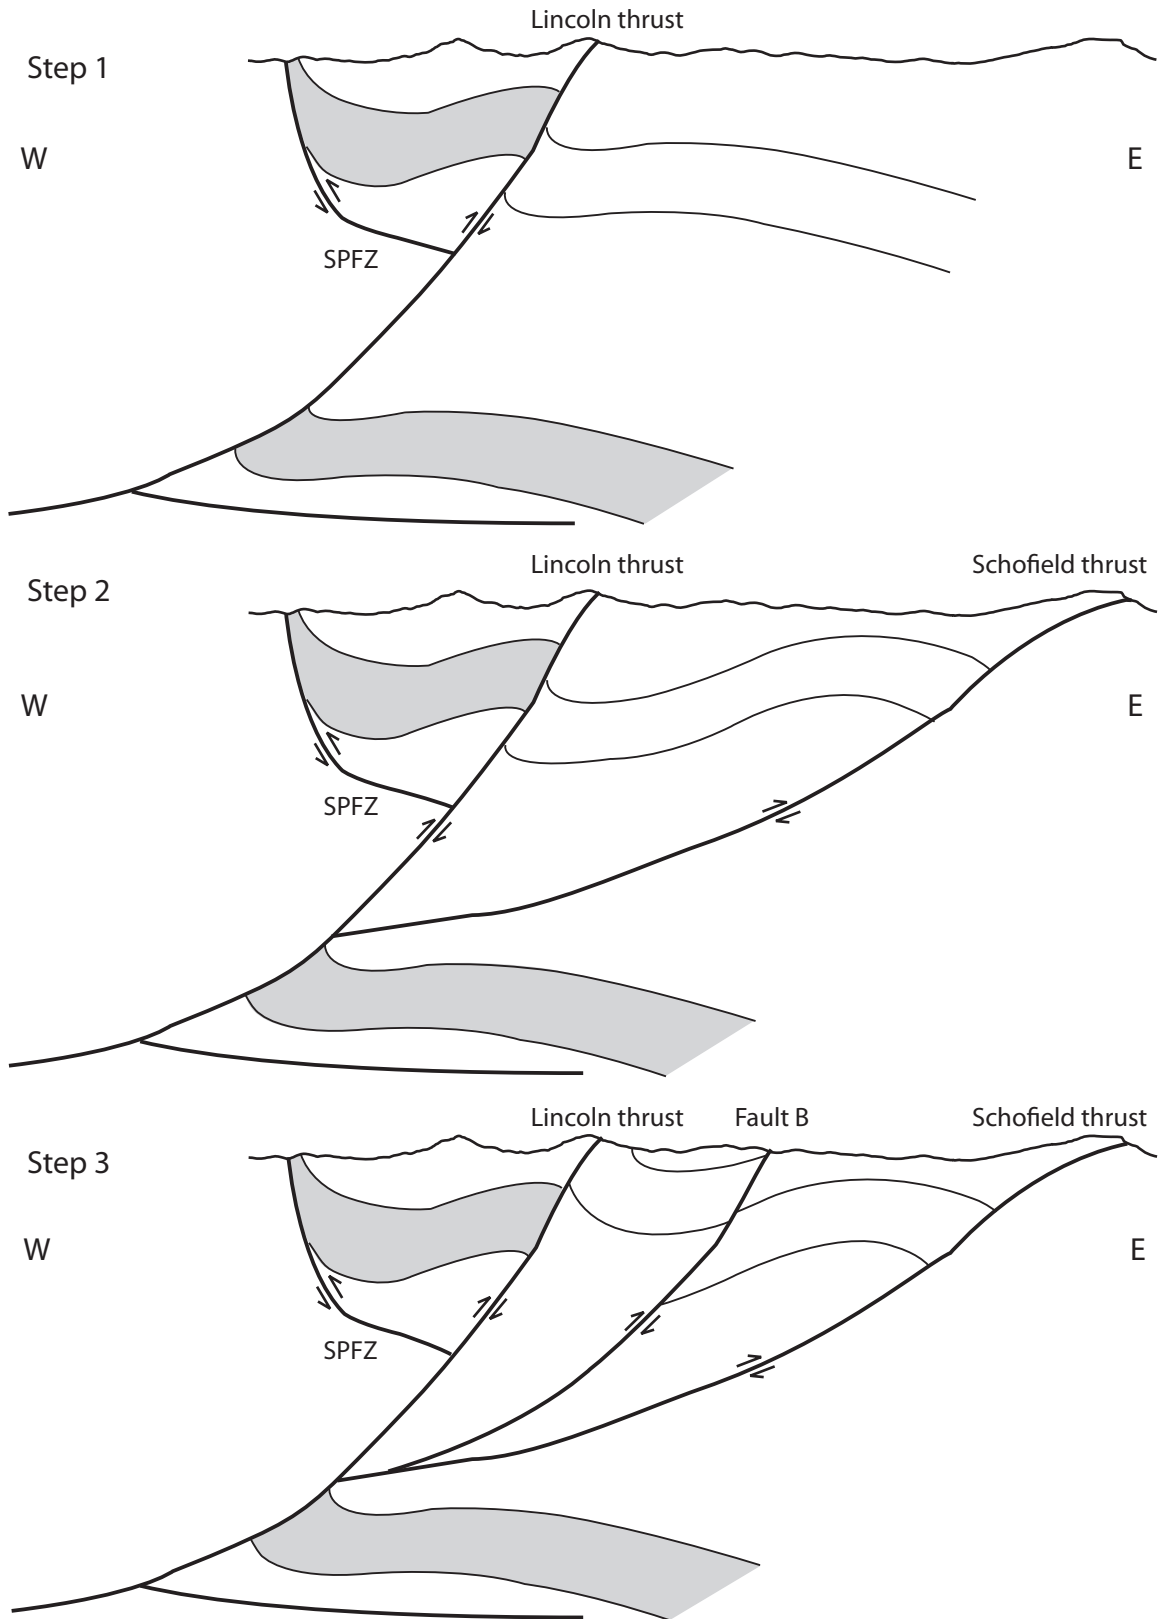 Lincoln thrust
Step 1
W
E
SPFZ
Lincoln thrust
Schofield thrust
Step 2
W
E
SPFZ
Lincoln thrust
Fault B
Schofield thrust
Step 3
W
E
SPFZ